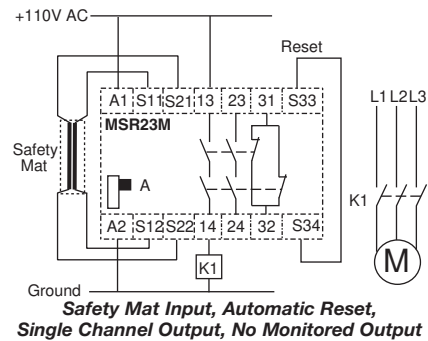 +110V AC
Reset
A1 S11 S21 13 23 31 S33
MSR23M
L1 L2 L3
Safety
Mat
A
K1
A2 S12 S22 14 24 32 S34
K1
M
Ground
Safety Mat Input, Automatic Reset,
Single Channel Output, No Monitored Output